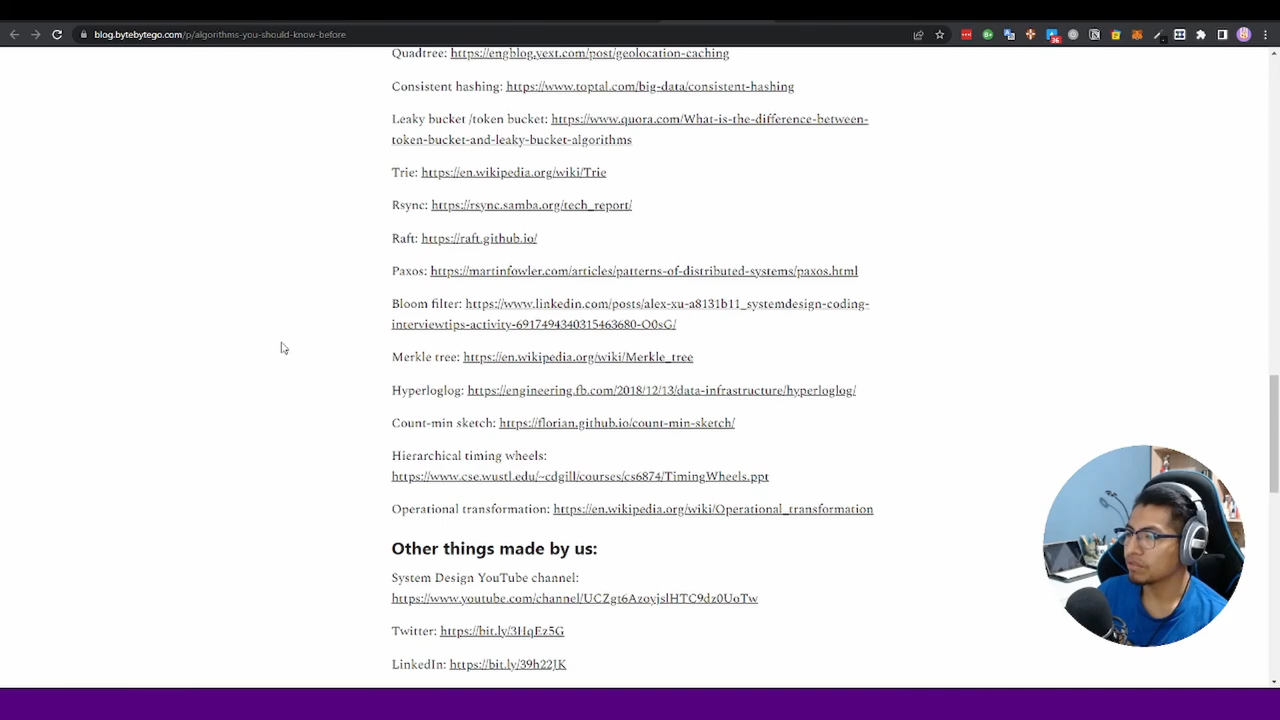 blog.bytebytego.com/p/algorithms-you-should-know-before
Quadtree: https://engblog.yext.com/post/geolocation-caching
Consistent hashing: https://www.toptal.com/big-data/consistent-hashing
Leaky bucket /token bucket: https://www.quora.com/What-is-the-difference-between-
token-bucket-and-leaky-bucket-algorithms
Trie: https://en.wikipedia.org/wiki/Trie
Rsync: https://rsync.samba.org/tech_report/
Raft: https://raft.github.io/
Paxos: https://martinfowler.com/articles/patterns-of-distributed-systems/paxos.html
Bloom filter: https://www.linkedin.com/posts/alex-xu-a8131b11_systemdesign-coding-
interviewtips-activity-6917494340315463680-O0sG/
Merkle tree: https://en.wikipedia.org/wiki/Merkle_tree
Hyperloglog: https://engineering.fb.com/2018/12/13/data-infrastructure/hyperloglog/
Count-min sketch: https://florian.github.io/count-min-sketch/
Hierarchical timing wheels:
https://www.cse.wustl.edu/~cdgill/courses/cs6874/TimingWheels.ppt
Operational transformation: https://en.wikipedia.org/wiki/Operational_transformation
Other things made by us:
System Design YouTube channel:
https://www.youtube.com/channel/UCZgt6AzoyjslHTC9dz0UoTw
Twitter: https://bit.ly/3HqEz5G
LinkedIn: https://bit.ly/39h22JK